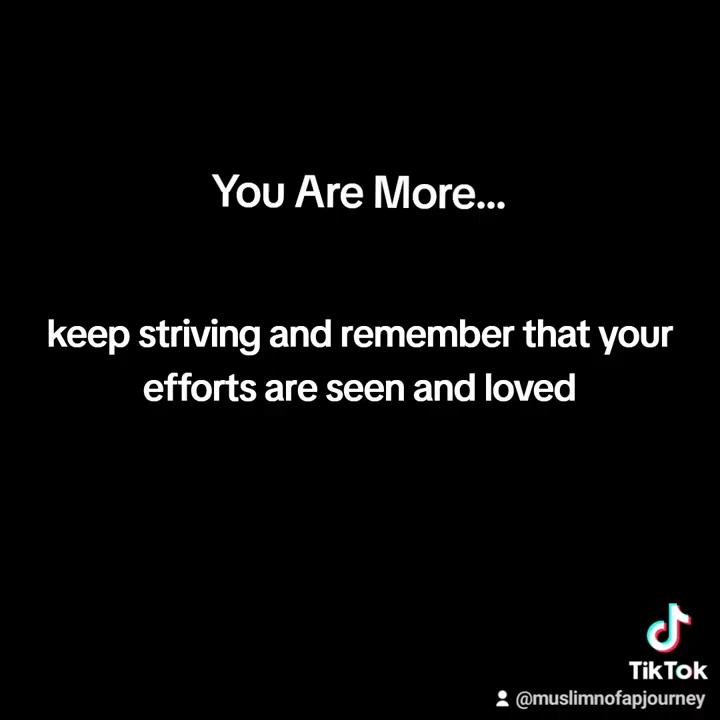 You Are More...
keep striving and remember that your
efforts are seen and loved
TikTok
@muslimnofapjourney